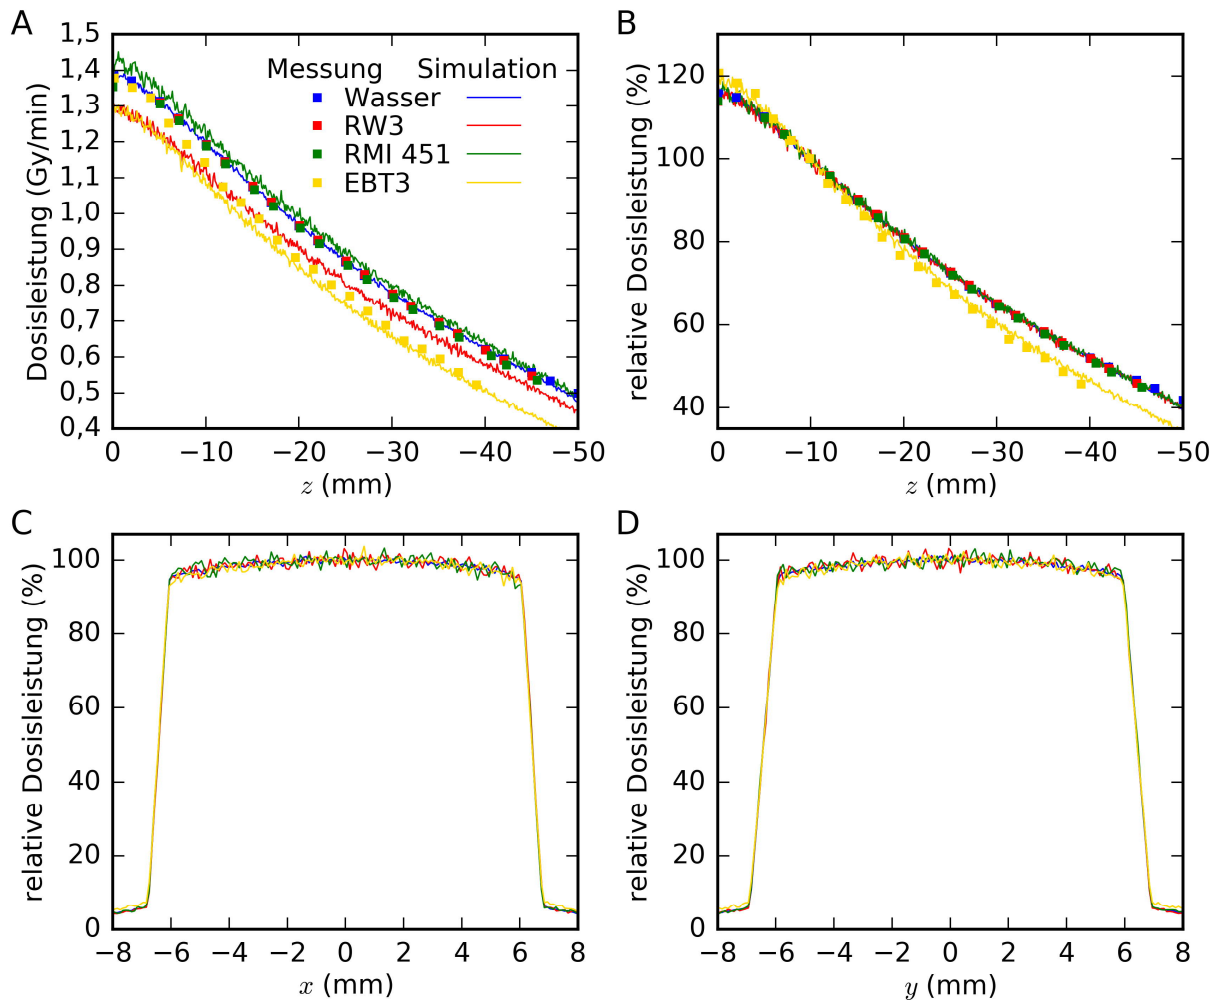 A
Dosisleistung (Gy/min)
1,5
1,4
1,3
1,2
1,1
1,0
0,9
0,8
0,7
0,6
0,5
0,4
Messung Simulation
Wasser
RW3
RMI 451
EBT3
0 −10 −20 −30 −40 −50
z (mm)
B
relative Dosisleistung (%)
120
100
80
60
40
0 −10 −20 −30 −40 −50
z (mm)
C
relative Dosisleistung (%)
100
80
60
40
20
0
−8 −6 −4 −2 0 2 4 6 8
x (mm)
D
relative Dosisleistung (%)
100
80
60
40
20
0
−8 −6 −4 −2 0 2 4 6 8
y (mm)